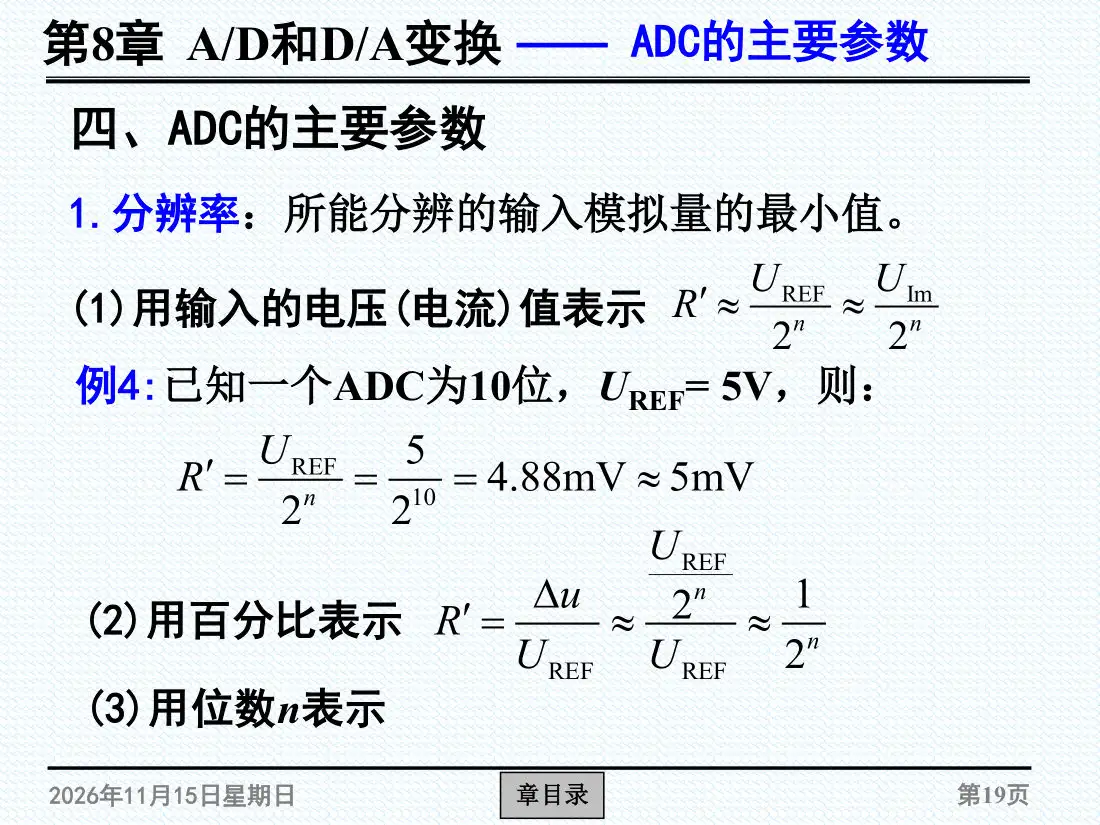 第8章 A/D和D/A变换 —— ADC的主要参数
四、ADC的主要参数
1.分辨率：所能分辨的输入模拟量的最小值。
(1)用输入的电压(电流)值表示 R′ ≈ U_REF/2^n ≈ U_Im/2^n
例4:已知一个ADC为10位，U_REF= 5V，则：
R′ = U_REF/2^n = 5/2^10 = 4.88mV ≈ 5mV
(2)用百分比表示 R′ = Δu/U_REF ≈ (U_REF/2^n)/U_REF ≈ 1/2^n
(3)用位数n表示
2026年11月15日星期日 章目录 第19页